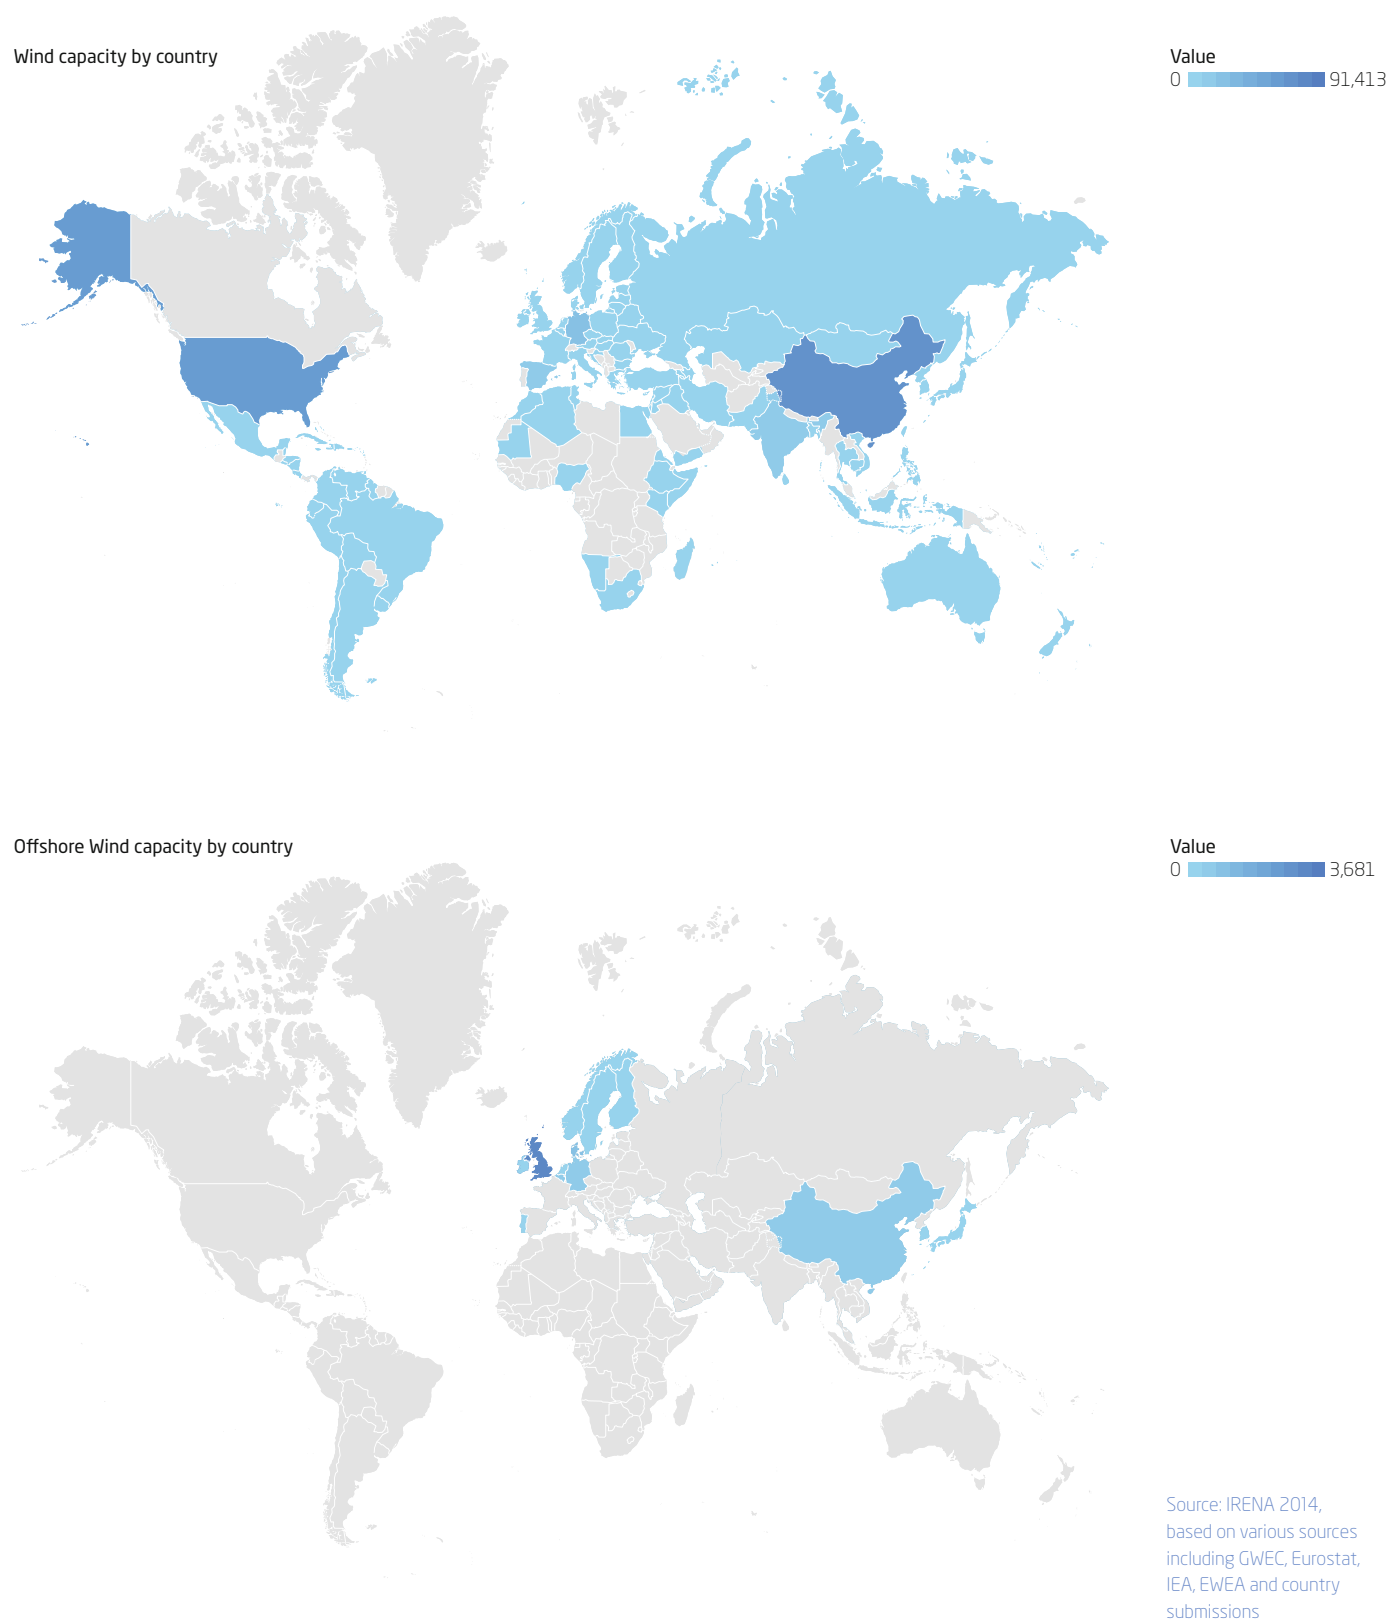 Wind capacity by country
Value
0 91,413
Offshore Wind capacity by country
Value
0 3,681
Source: IRENA 2014,
based on various sources
including GWEC, Eurostat,
IEA, EWEA and country
submissions